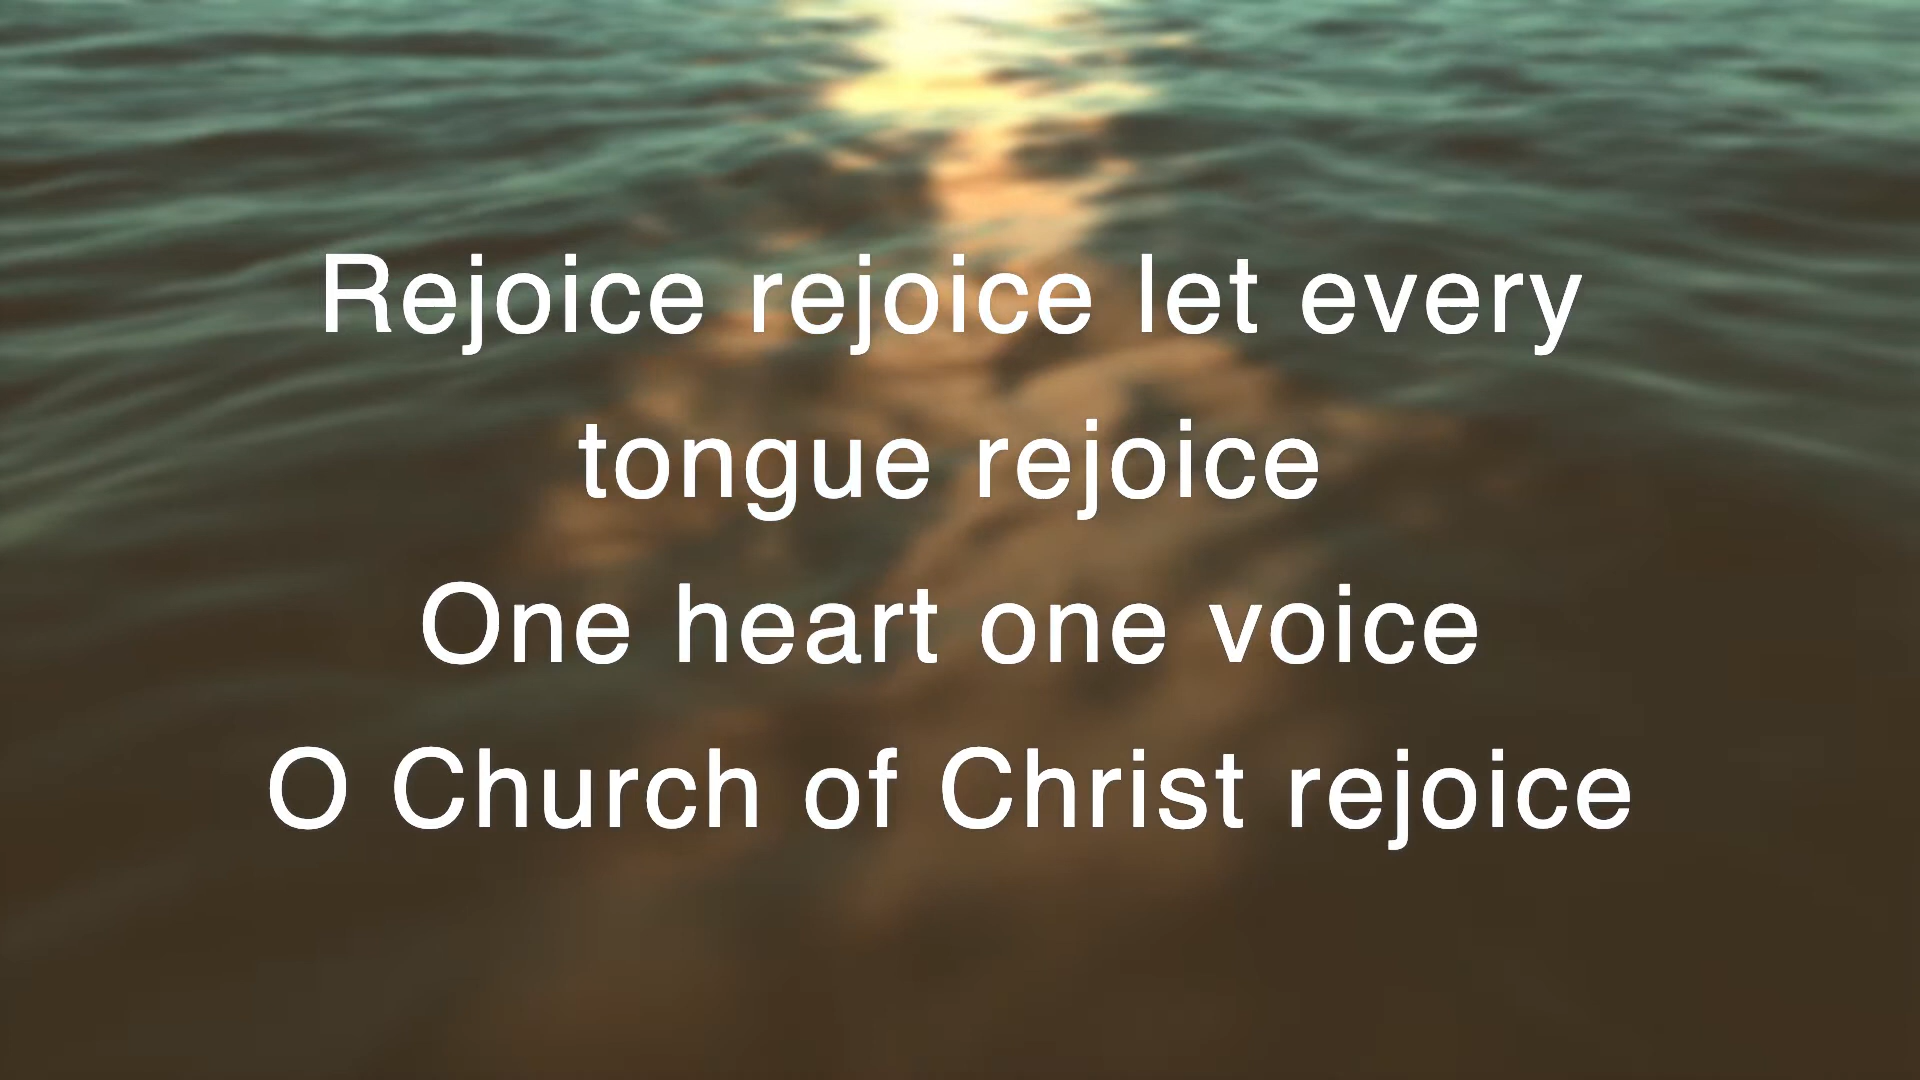 Rejoice rejoice let every
tongue rejoice
One heart one voice
O Church of Christ rejoice